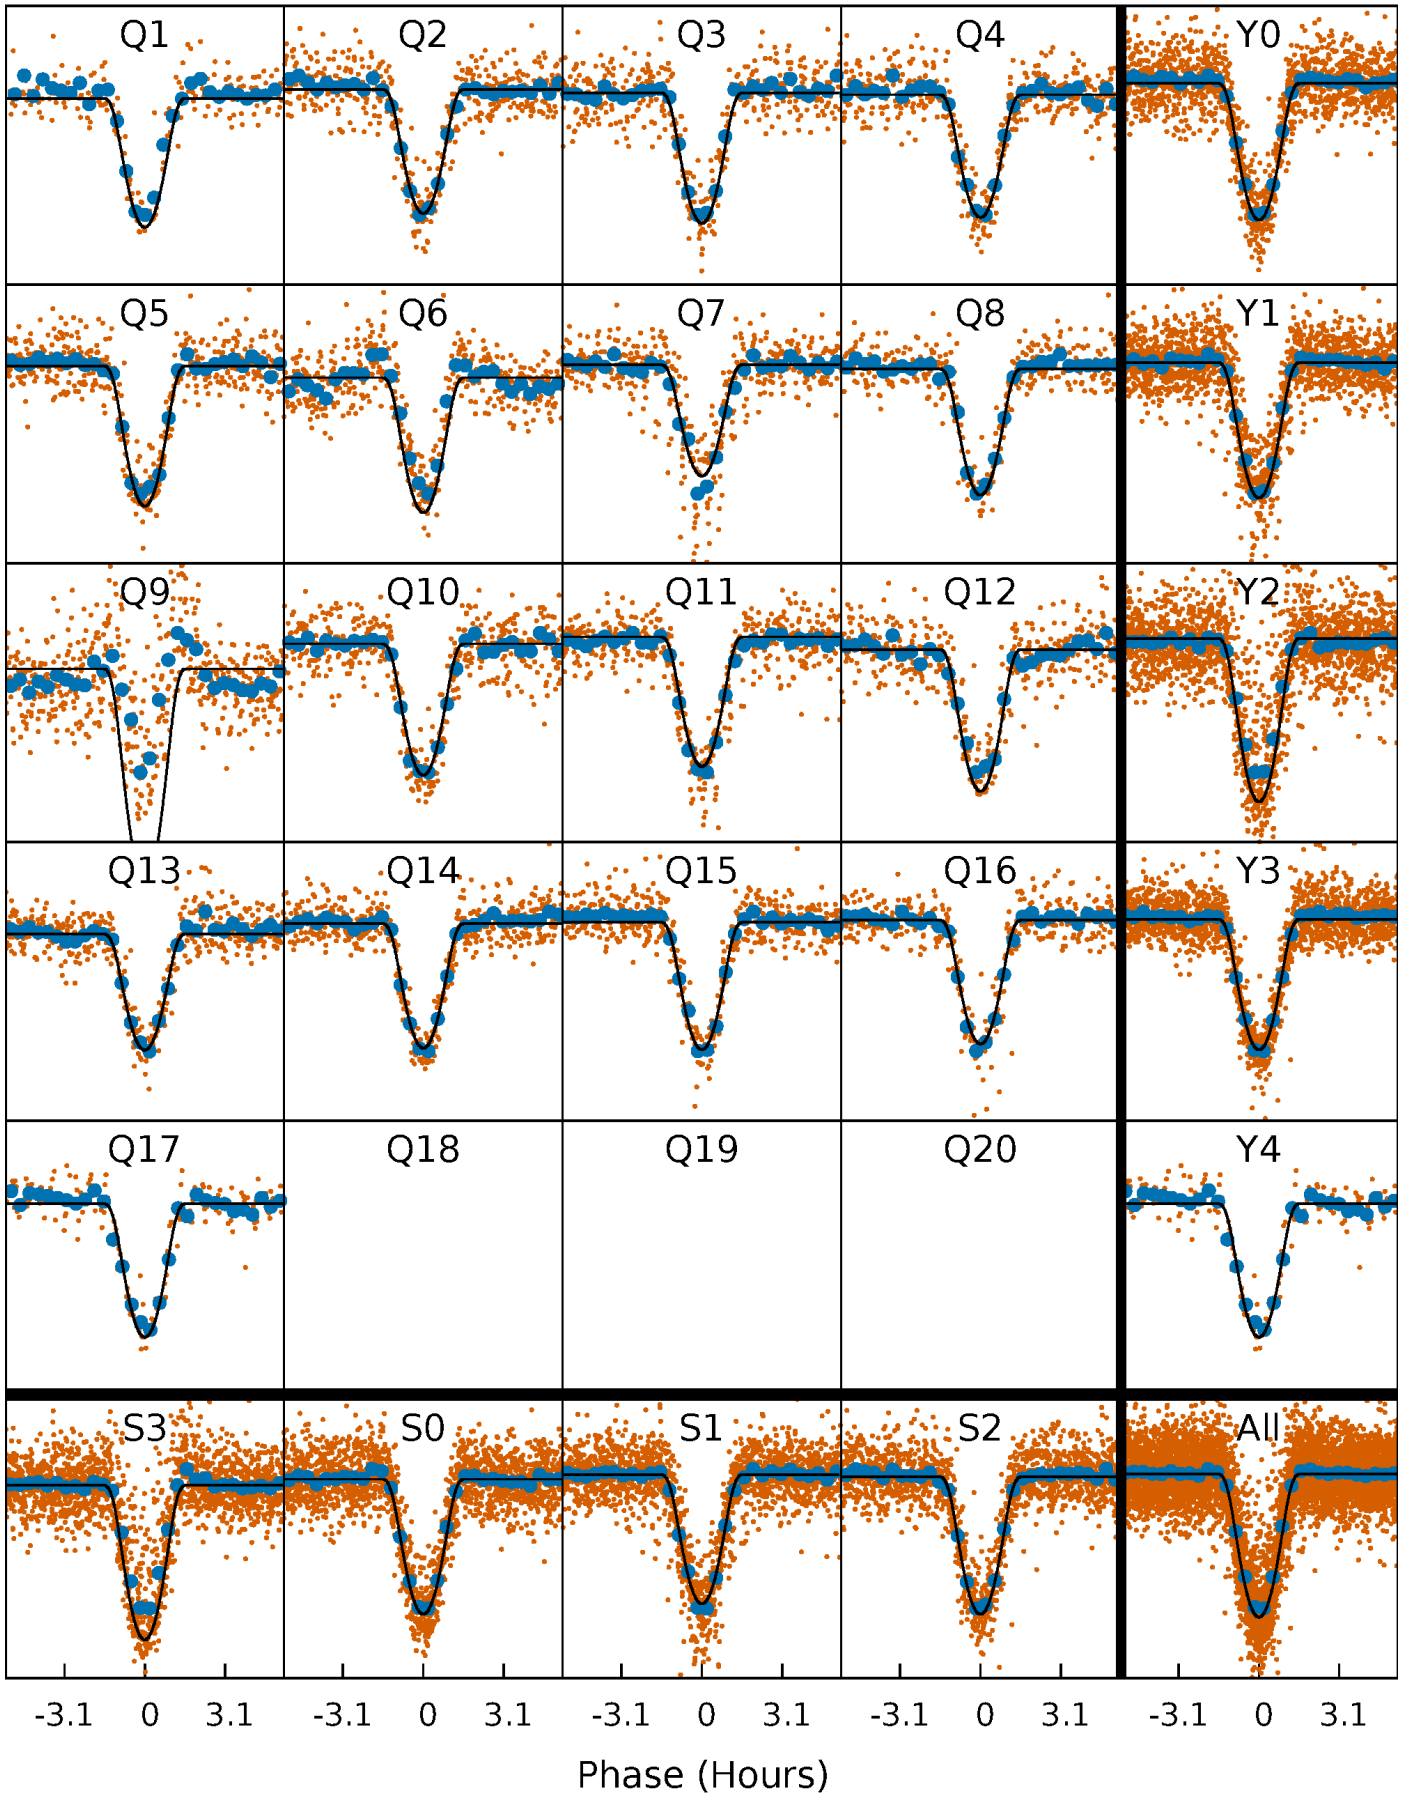 Q1 Q2 Q3 Q4 Y0
Q5 Q6 Q7 Q8 Y1
Q9 Q10 Q11 Q12 Y2
Q13 Q14 Q15 Q16 Y3
Q17 Q18 Q19 Q20 Y4
S3 S0 S1 S2 All
-3.1 0 3.1 -3.1 0 3.1 -3.1 0 3.1 -3.1 0 3.1 -3.1 0 3.1
Phase (Hours)